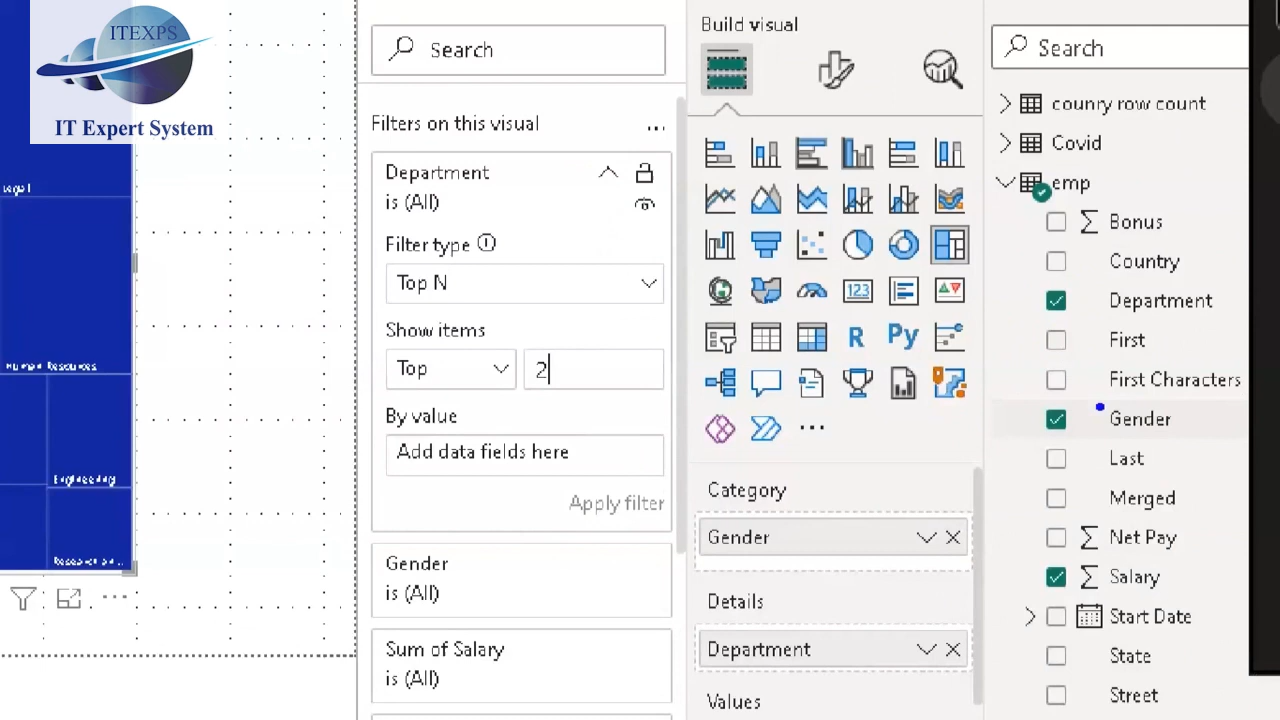 ITEXPS
IT Expert System
Legal
Human Resources
Engineering
Search
Filters on this visual
...
Department
is (All)
Filter type
Top N
Show items
Top
2
By value
Add data fields here
Apply filter
Gender
is (All)
Sum of Salary
is (All)
Build visual
123
R
Py
Category
Gender
Details
Department
Values
Search
counry row count
Covid
emp
Bonus
Country
Department
First
First Characters
Gender
Last
Merged
Net Pay
Salary
Start Date
State
Street